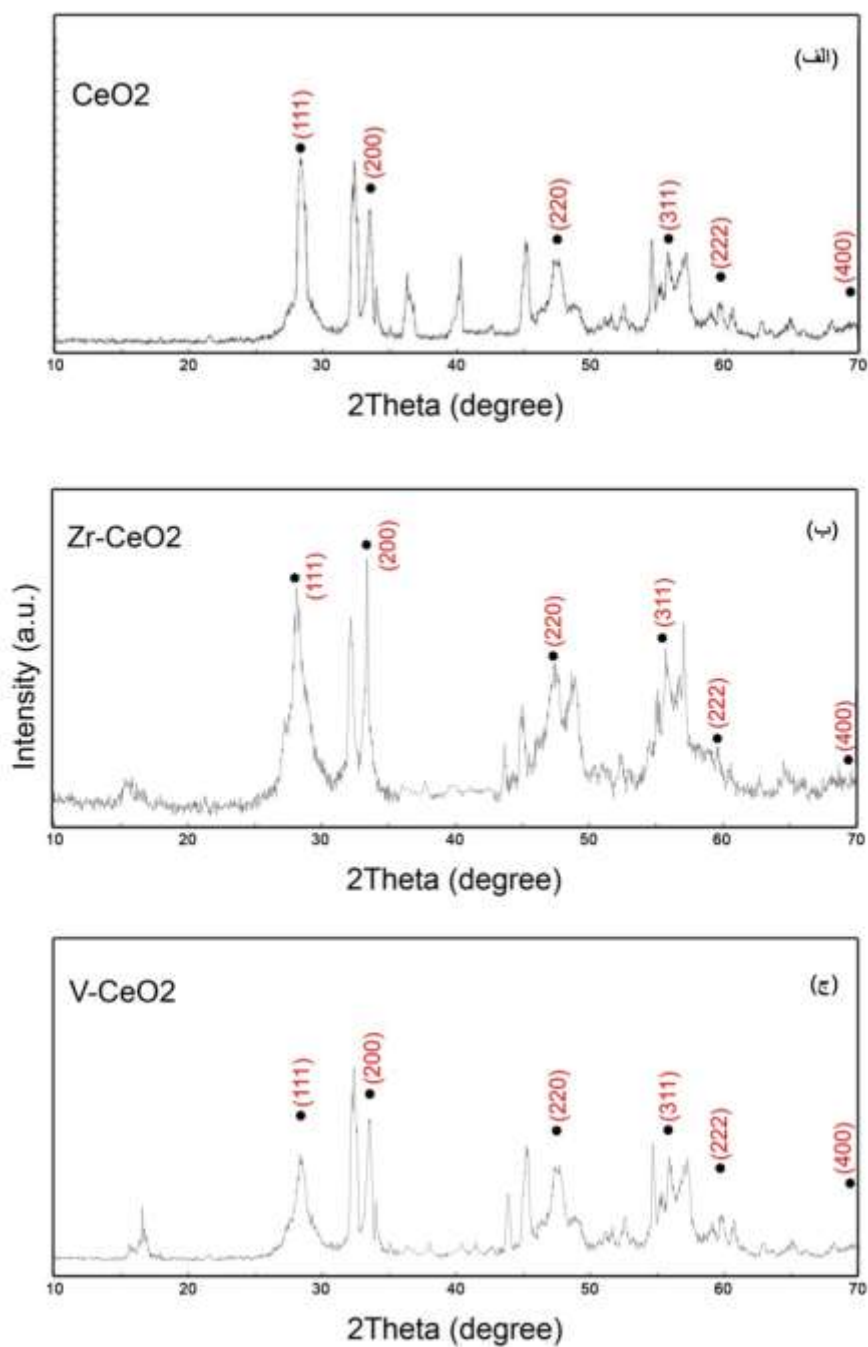 (الف)
CeO2
(111)
(200)
(220)
(311)
(222)
(400)
10 20 30 40 50 60 70
2Theta (degree)
(ب)
Zr-CeO2
(111)
(200)
(220)
(311)
(222)
(400)
Intensity (a.u.)
10 20 30 40 50 60 70
2Theta (degree)
(ج)
V-CeO2
(111)
(200)
(220)
(311)
(222)
(400)
10 20 30 40 50 60 70
2Theta (degree)